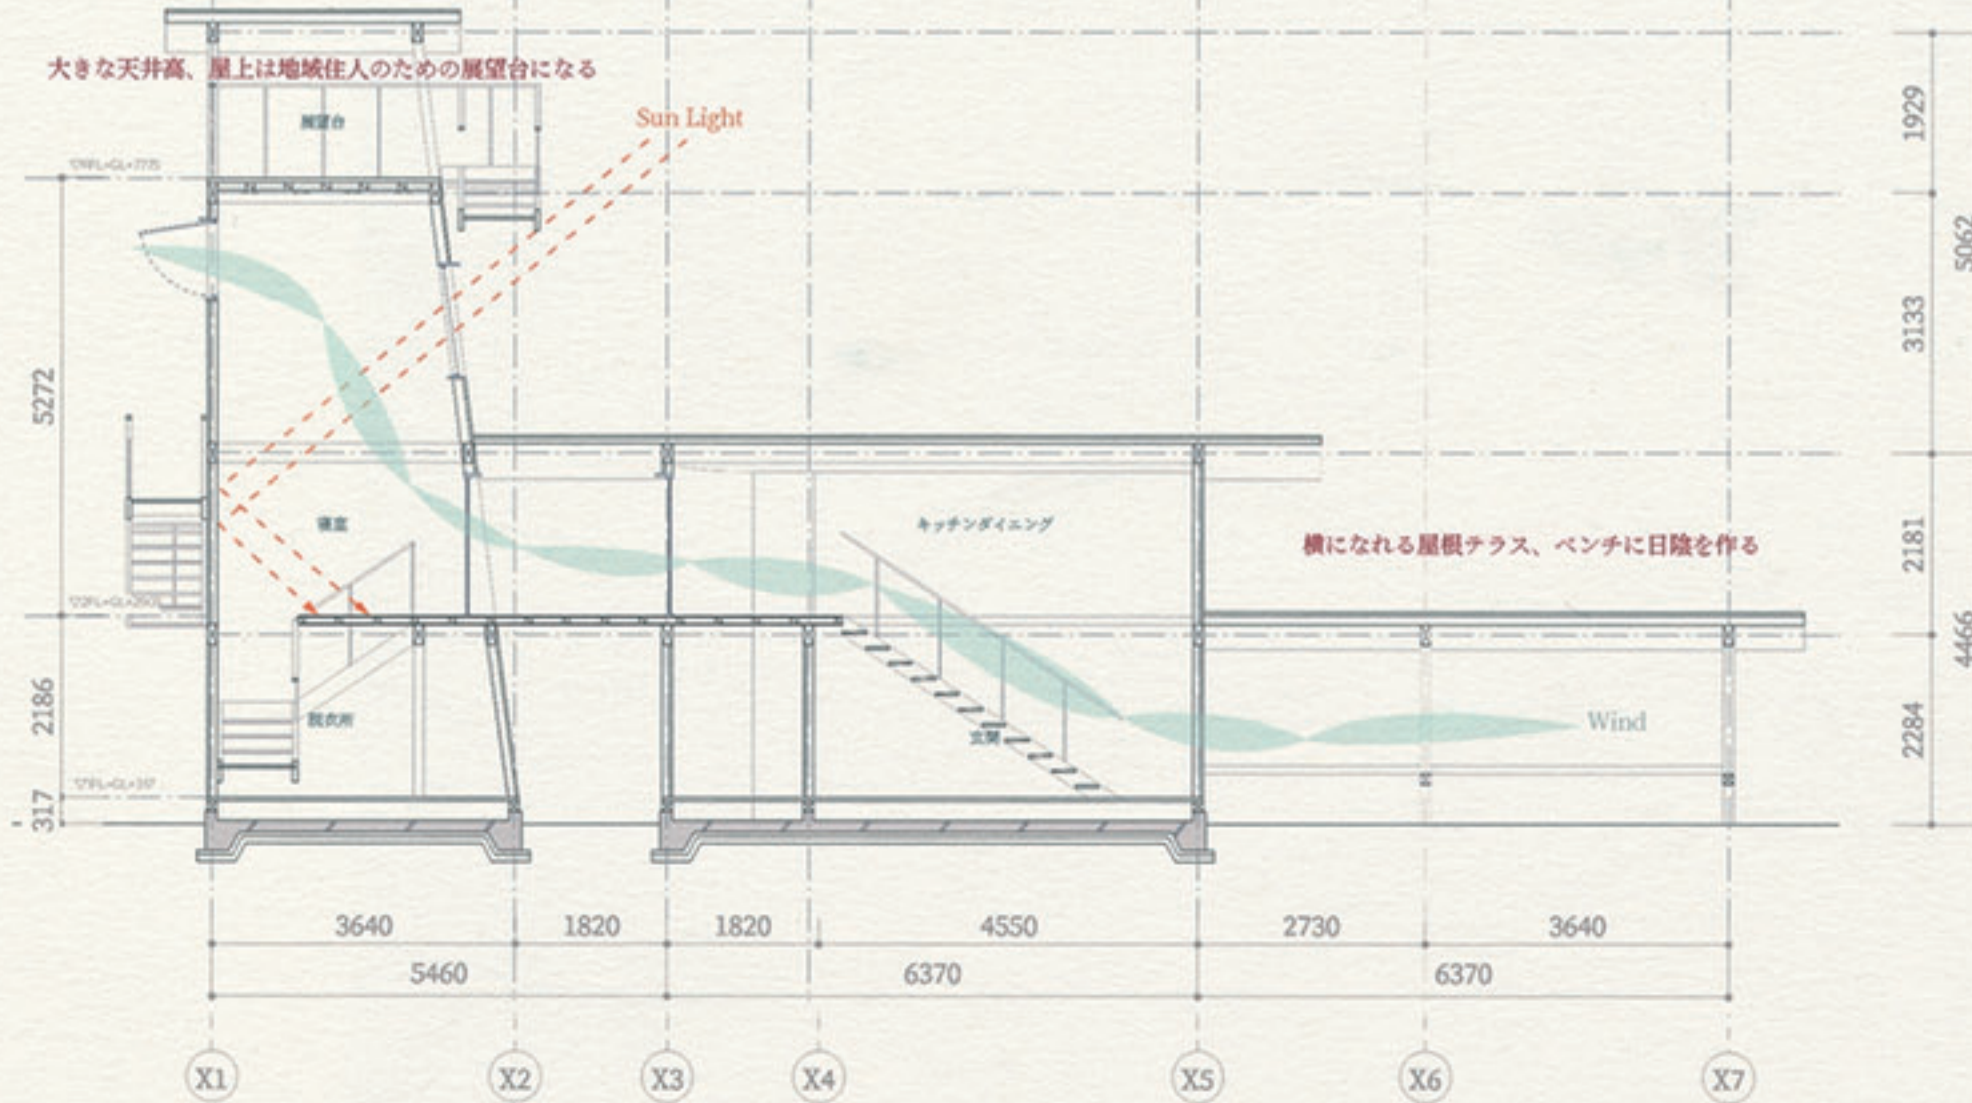 大きな天井高、屋上は地域住人のための展望台になる
展望台
Sun Light
1929
5062
3133
5272
寝室
キッチンダイニング
横になれる屋根テラス、ベンチに日陰を作る
2181
4466
2186
脱衣所
玄関
Wind
2284
317
3640
1820
1820
4550
2730
3640
5460
6370
6370
X1
X2
X3
X4
X5
X6
X7